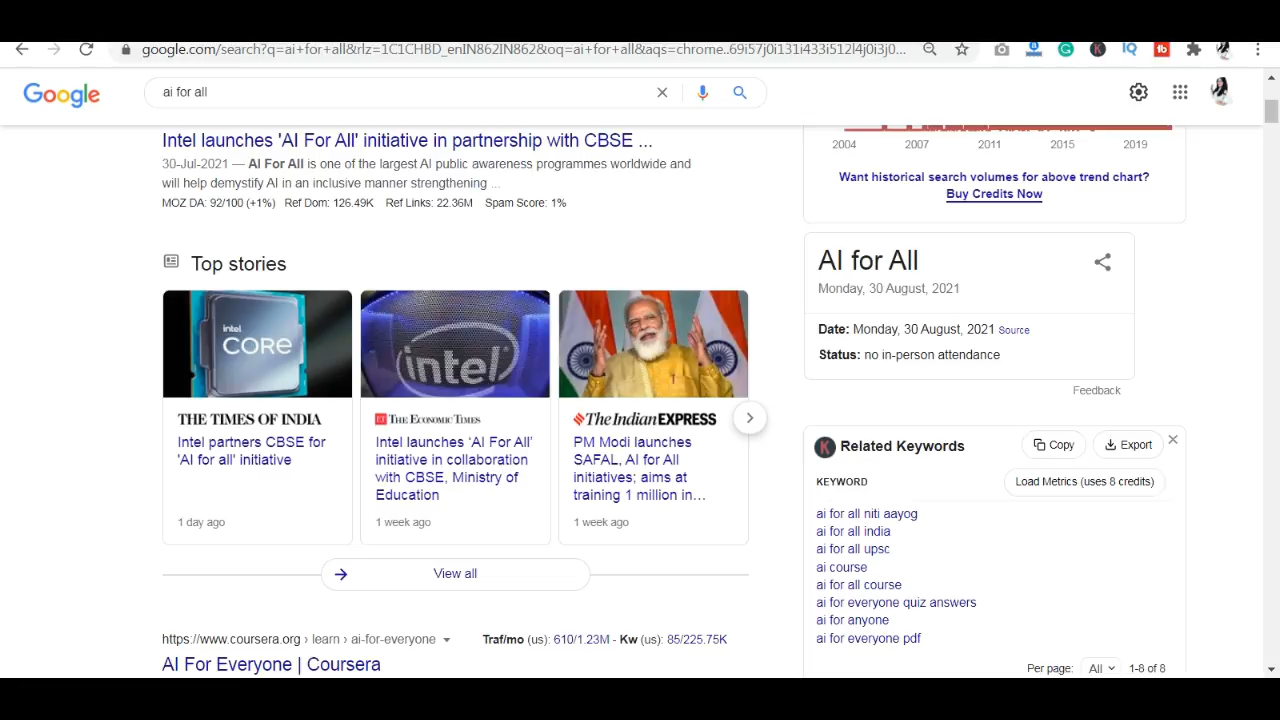 google.com/search?q=ai+for+all&rlz=1C1CHBD_enIN862IN862&oq=ai+for+all&aqs=chrome..69i57j0i131i433i512l4j0i3j0...
Google
ai for all
Intel launches 'AI For All' initiative in partnership with CBSE ...
30-Jul-2021 — AI For All is one of the largest AI public awareness programmes worldwide and
will help demystify AI in an inclusive manner strengthening ...
MOZ DA: 92/100 (+1%) Ref Dom: 126.49K Ref Links: 22.36M Spam Score: 1%
Top stories
intel
CORE
THE TIMES OF INDIA
Intel partners CBSE for
'AI for all' initiative
1 day ago
intel
ET THE ECONOMIC TIMES
Intel launches ‘AI For All’
initiative in collaboration
with CBSE, Ministry of
Education
1 week ago
The Indian EXPRESS
PM Modi launches
SAFAL, AI for All
initiatives; aims at
training 1 million in...
1 week ago
View all
https://www.coursera.org › learn › ai-for-everyone
Traf/mo (us): 610/1.23M - Kw (us): 85/225.75K
AI For Everyone | Coursera
2004 2007 2011 2015 2019
Want historical search volumes for above trend chart?
Buy Credits Now
AI for All
Monday, 30 August, 2021
Date: Monday, 30 August, 2021 Source
Status: no in-person attendance
Feedback
K Related Keywords
Copy
Export
KEYWORD
Load Metrics (uses 8 credits)
ai for all niti aayog
ai for all india
ai for all upsc
ai course
ai for all course
ai for everyone quiz answers
ai for anyone
ai for everyone pdf
Per page: All 1-8 of 8